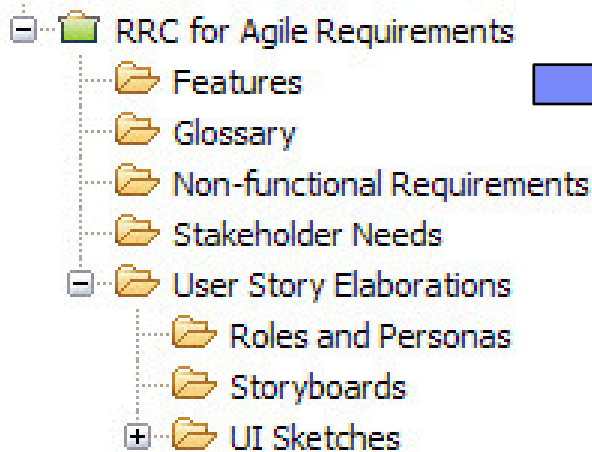 RRC for Agile Requirements
Features
Glossary
Non-functional Requirements
Stakeholder Needs
User Story Elaborations
Roles and Personas
Storyboards
UI Sketches